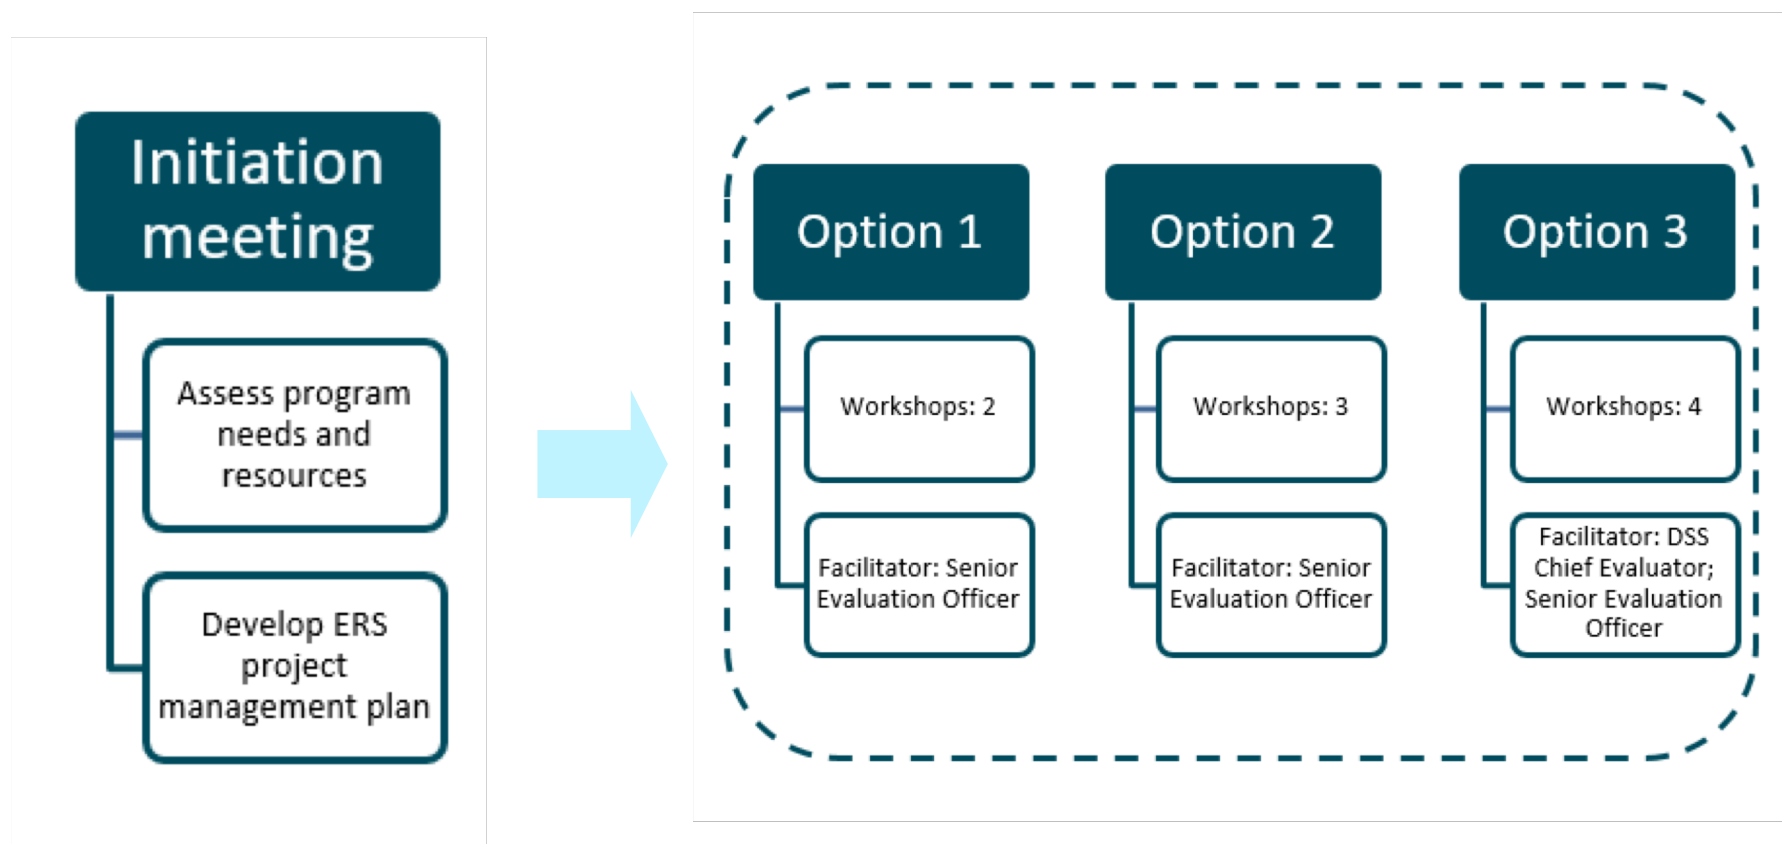 Initiation
meeting
Assess program
needs and
resources
Develop ERS
project
management plan
Option 1
Workshops: 2
Facilitator: Senior
Evaluation Officer
Option 2
Workshops: 3
Facilitator: Senior
Evaluation Officer
Option 3
Workshops: 4
Facilitator: DSS
Chief Evaluator;
Senior Evaluation
Officer